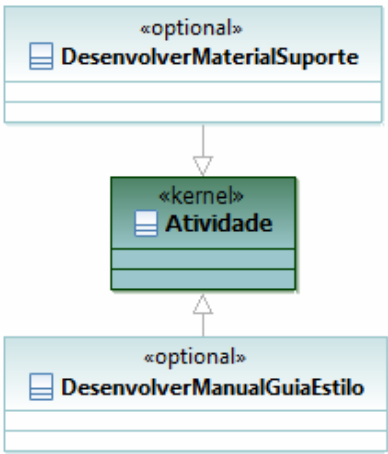 «optional»
DesenvolverMaterialSuporte
«kernel»
Atividade
«optional»
DesenvolverManualGuiaEstilo